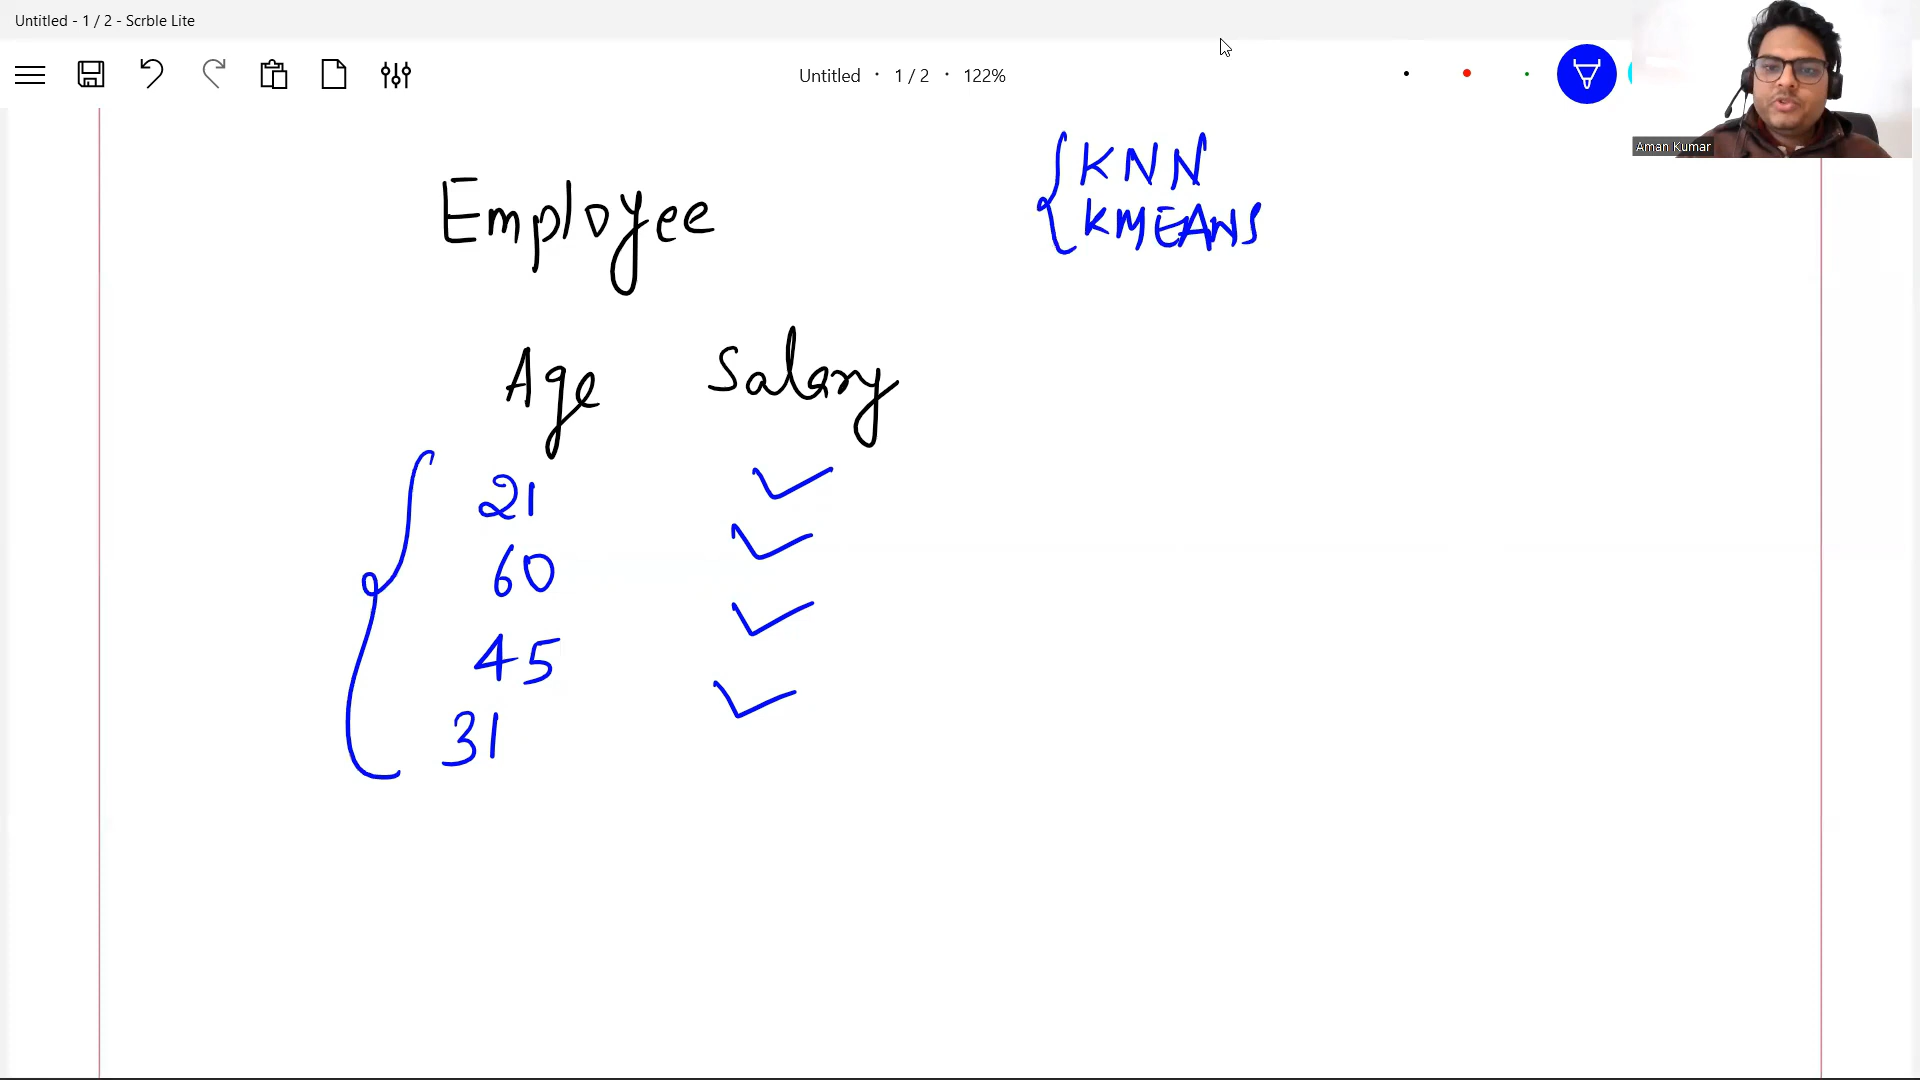 Untitled - 1 / 2 - Scrble Lite
Untitled · 1 / 2 · 122%
Aman Kumar
KNN
KMEANS
Employee
Age Salary
21
60
45
31